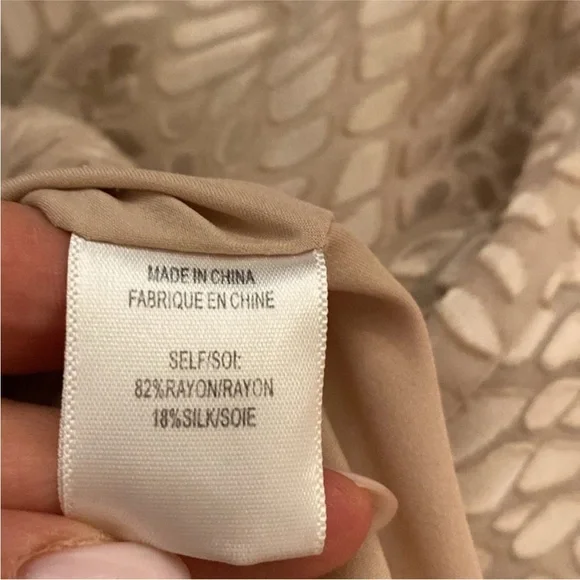 MADE IN CHINA
FABRIQUE EN CHINE
SELF/SOI:
82%RAYON/RAYON
18%SILK/SOIE